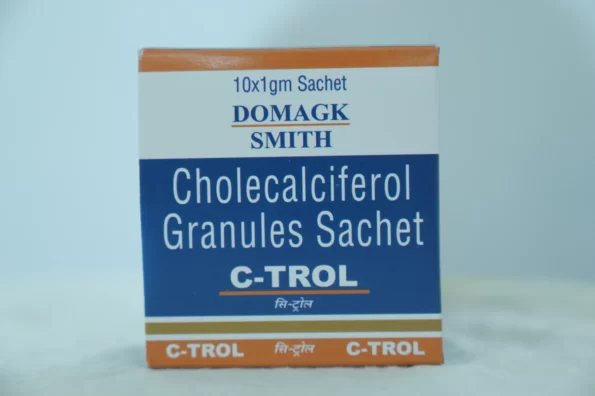 10x1gm Sachet
DOMAGK
SMITH
Cholecalciferol
Granules Sachet
C-TROL
सि-ट्रोल
C-TROL सि-ट्रोल C-TROL